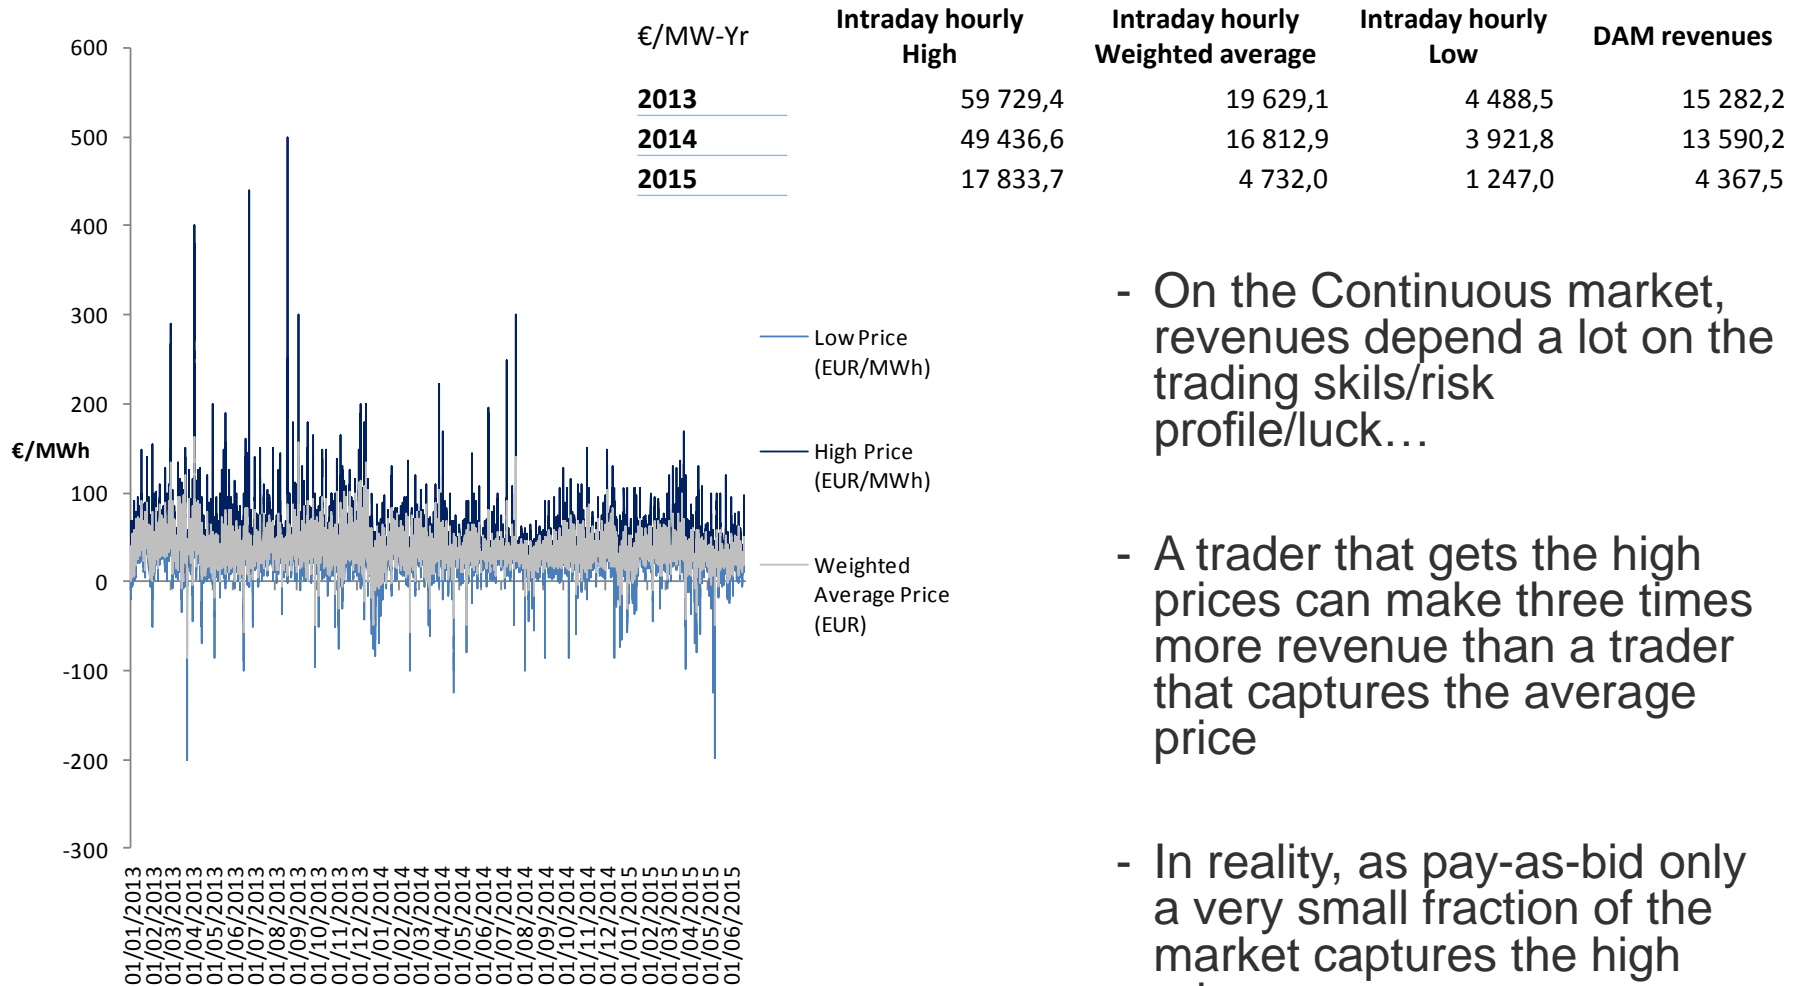 €/MW-Yr
Intraday hourly High
Intraday hourly Weighted average
Intraday hourly Low
DAM revenues
2013 59 729,4 19 629,1 4 488,5 15 282,2
2014 49 436,6 16 812,9 3 921,8 13 590,2
2015 17 833,7 4 732,0 1 247,0 4 367,5
600
500
400
300
200
100
0
-100
-200
-300
€/MWh
Low Price
(EUR/MWh)
High Price
(EUR/MWh)
Weighted
Average Price
(EUR)
01/01/2013
01/02/2013
01/03/2013
01/04/2013
01/05/2013
01/06/2013
01/07/2013
01/08/2013
01/09/2013
01/10/2013
01/11/2013
01/12/2013
01/01/2014
01/02/2014
01/03/2014
01/04/2014
01/05/2014
01/06/2014
01/07/2014
01/08/2014
01/09/2014
01/10/2014
01/11/2014
01/12/2014
01/01/2015
01/02/2015
01/03/2015
01/04/2015
01/05/2015
01/06/2015
- On the Continuous market,
revenues depend a lot on the
trading skils/risk
profile/luck…
- A trader that gets the high
prices can make three times
more revenue than a trader
that captures the average
price
- In reality, as pay-as-bid only
a very small fraction of the
market captures the high